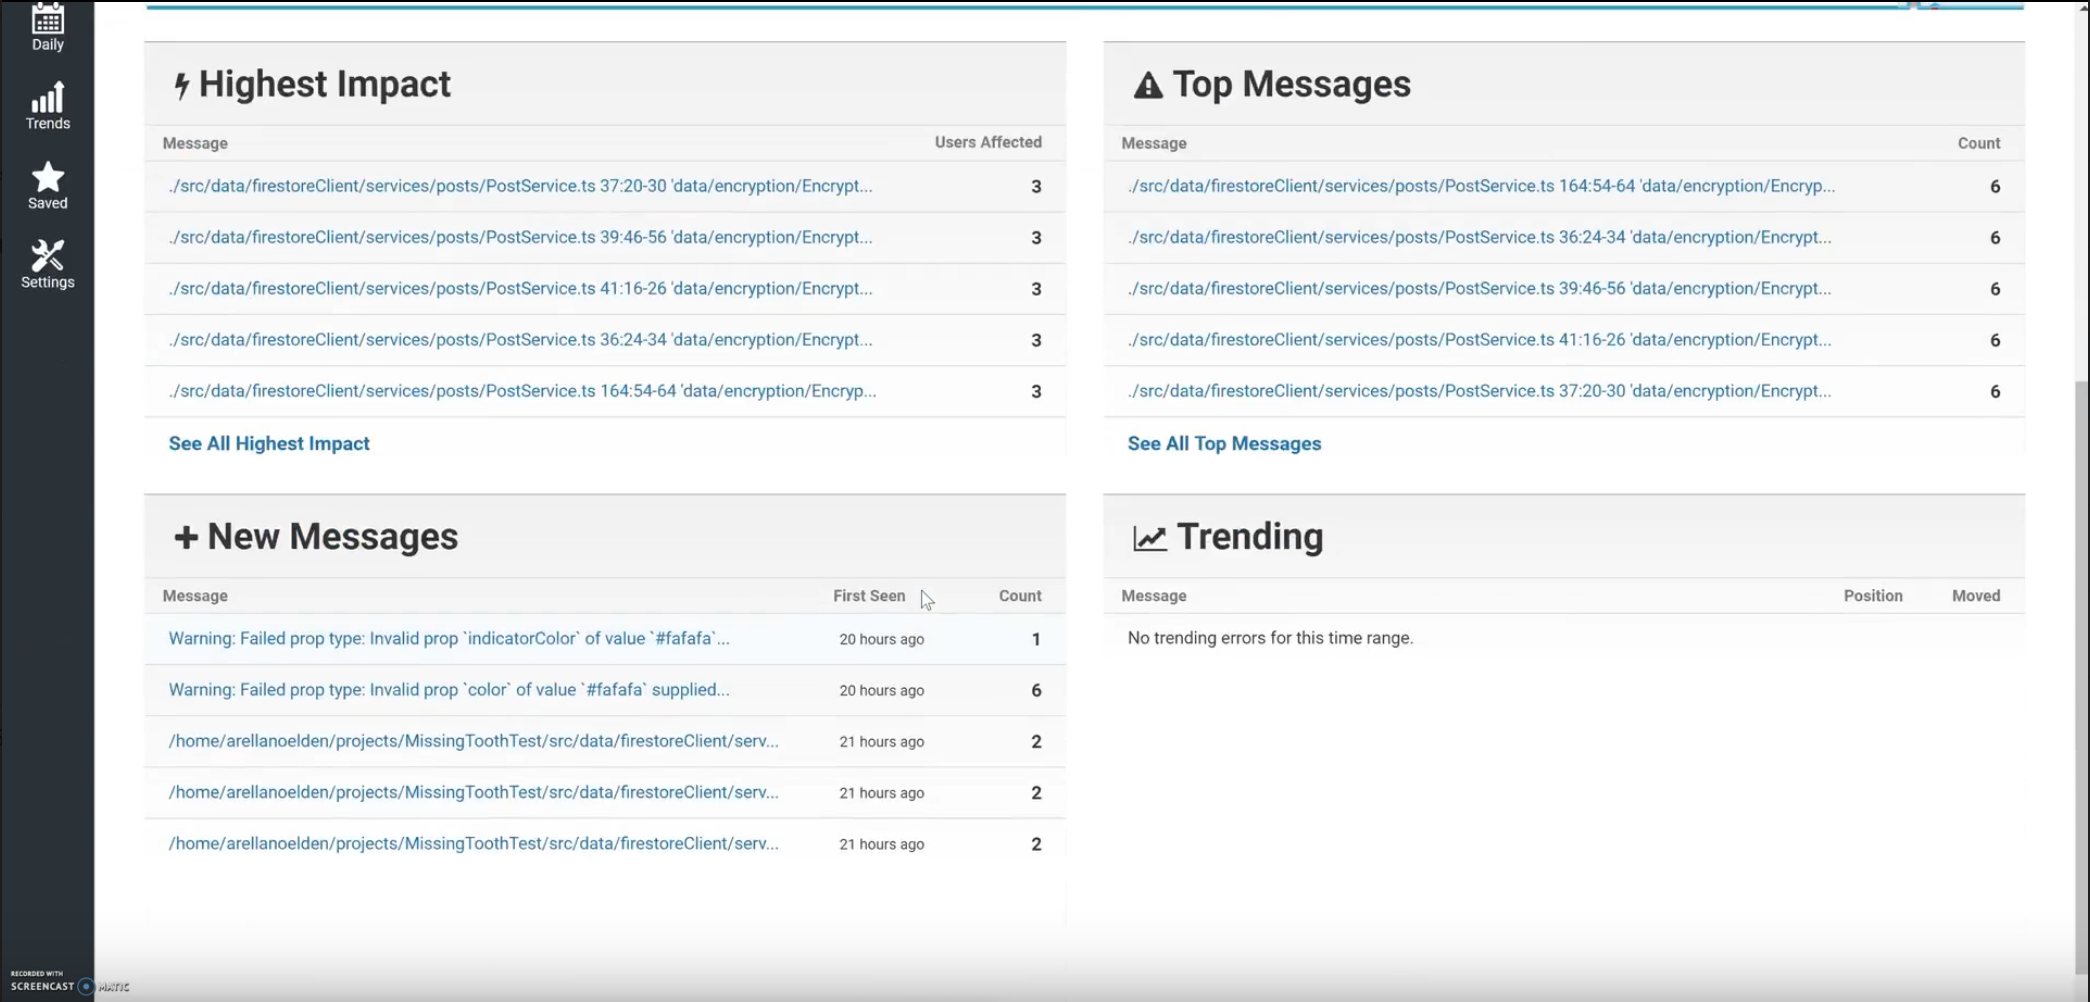 Daily
Trends
Saved
Settings
Highest Impact
Message Users Affected
./src/data/firestoreClient/services/posts/PostService.ts 37:20-30 'data/encryption/Encrypt... 3
./src/data/firestoreClient/services/posts/PostService.ts 39:46-56 'data/encryption/Encrypt... 3
./src/data/firestoreClient/services/posts/PostService.ts 41:16-26 'data/encryption/Encrypt... 3
./src/data/firestoreClient/services/posts/PostService.ts 36:24-34 'data/encryption/Encrypt... 3
./src/data/firestoreClient/services/posts/PostService.ts 164:54-64 'data/encryption/Encryp... 3
See All Highest Impact
Top Messages
Message Count
./src/data/firestoreClient/services/posts/PostService.ts 164:54-64 'data/encryption/Encryp... 6
./src/data/firestoreClient/services/posts/PostService.ts 36:24-34 'data/encryption/Encrypt... 6
./src/data/firestoreClient/services/posts/PostService.ts 39:46-56 'data/encryption/Encrypt... 6
./src/data/firestoreClient/services/posts/PostService.ts 41:16-26 'data/encryption/Encrypt... 6
./src/data/firestoreClient/services/posts/PostService.ts 37:20-30 'data/encryption/Encrypt... 6
See All Top Messages
New Messages
Message First Seen Count
Warning: Failed prop type: Invalid prop `indicatorColor` of value `#fafafa`... 20 hours ago 1
Warning: Failed prop type: Invalid prop `color` of value `#fafafa` supplied... 20 hours ago 6
/home/arellanoelden/projects/MissingToothTest/src/data/firestoreClient/serv... 21 hours ago 2
/home/arellanoelden/projects/MissingToothTest/src/data/firestoreClient/serv... 21 hours ago 2
/home/arellanoelden/projects/MissingToothTest/src/data/firestoreClient/serv... 21 hours ago 2
Trending
Message Position Moved
No trending errors for this time range.
RECORDED WITH
SCREENCAST MATIC